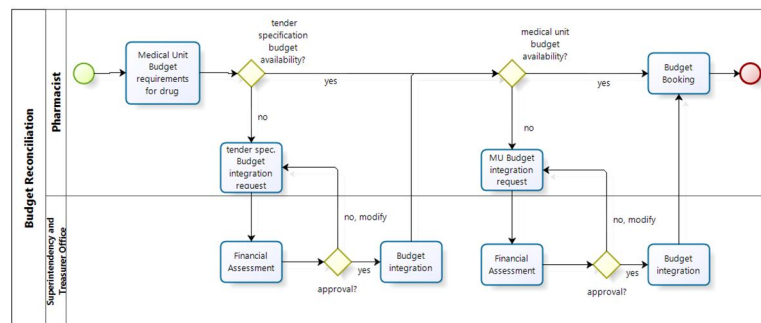 Budget Reconciliation
Pharmacist
Superintendency and
Treasurer Office
Medical Unit
Budget
requirements
for drug
tender
specification
budget
availability?
yes
no
tender spec.
Budget
integration
request
Financial
Assessment
no, modify
approval?
yes
Budget
integration
medical unit
budget
availability?
yes
no
MU Budget
integration
request
Financial
Assessment
no, modify
approval?
yes
Budget
integration
Budget
Booking